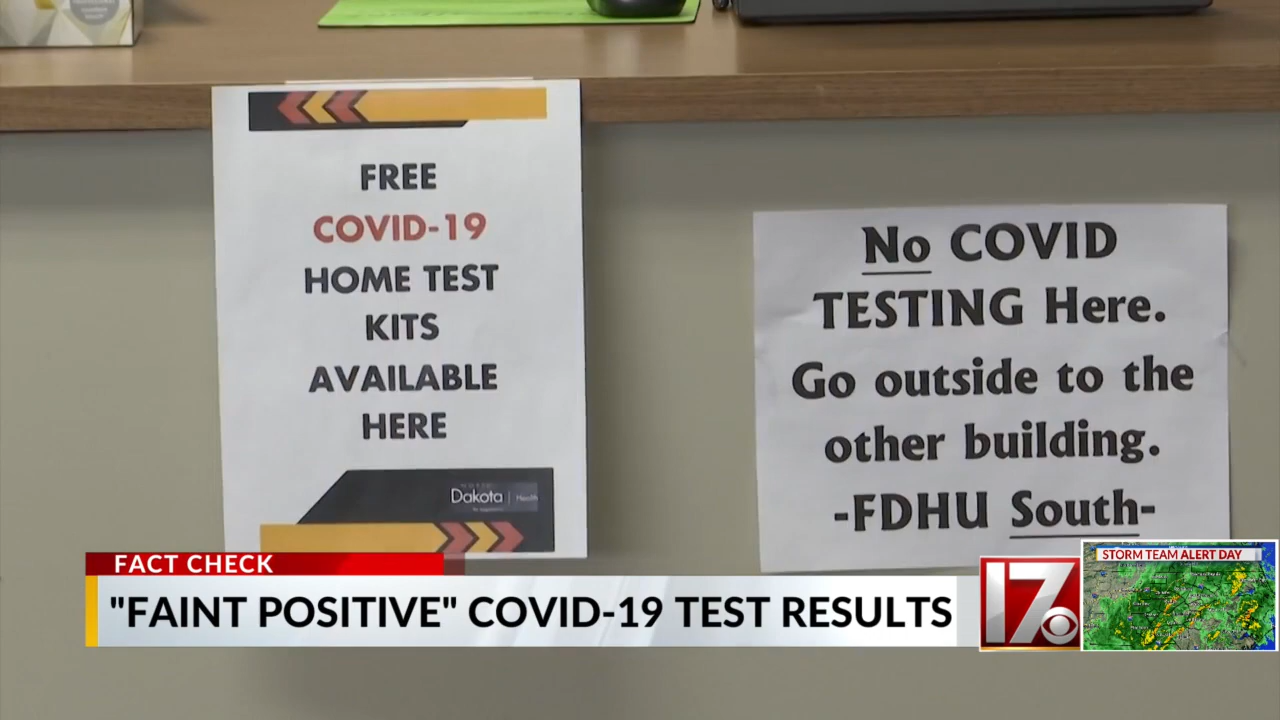 FREE
COVID-19
HOME TEST
KITS
AVAILABLE
HERE
Dakota | Health
No COVID
TESTING Here.
Go outside to the
other building.
-FDHU South-
FACT CHECK
"FAINT POSITIVE" COVID-19 TEST RESULTS
17
STORM TEAM ALERT DAY